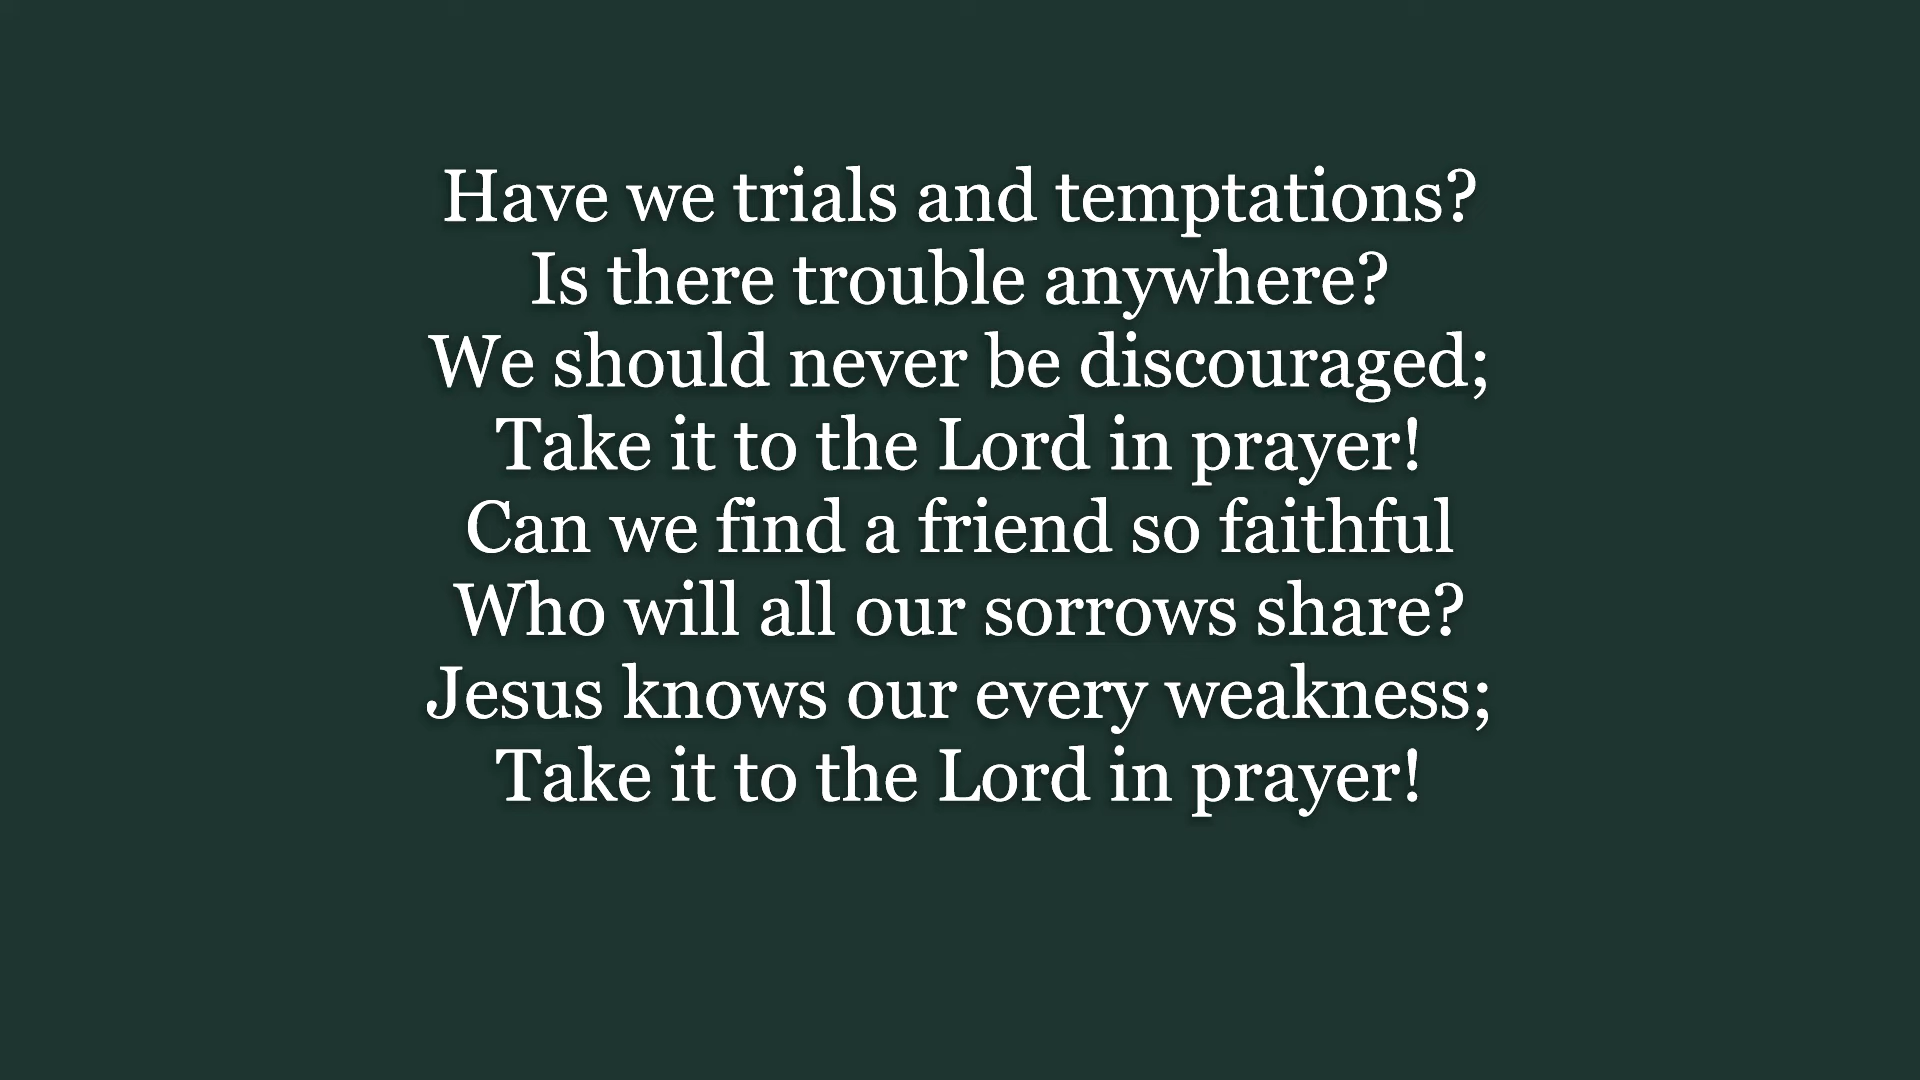 Have we trials and temptations?
Is there trouble anywhere?
We should never be discouraged;
Take it to the Lord in prayer!
Can we find a friend so faithful
Who will all our sorrows share?
Jesus knows our every weakness;
Take it to the Lord in prayer!